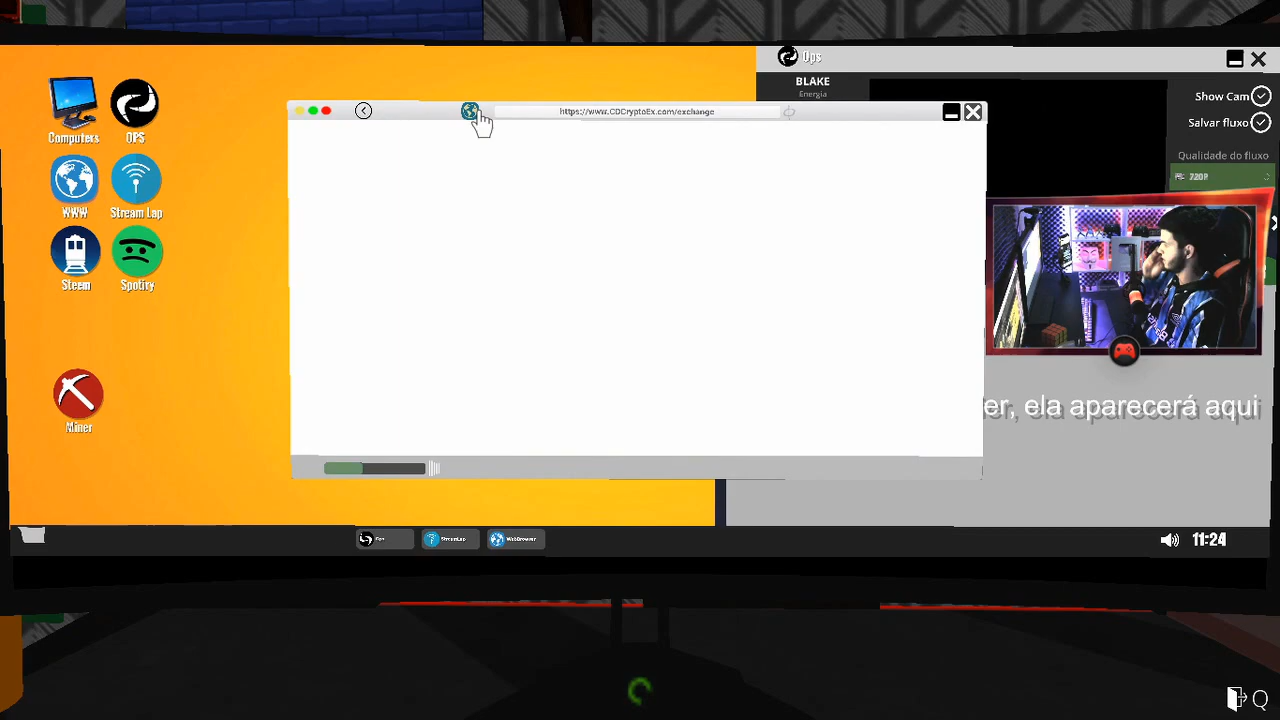 Ops
BLAKE
Energia
Show Cam
Salvar fluxo
Qualidade do fluxo
720P
https://www.CDCryptoEx.com/exchange
Computers
OPS
WWW
Stream Lap
Steem
Spotity
Miner
er, ela aparecerá aqui
StreamLap
WebBrowser
11:24
Q